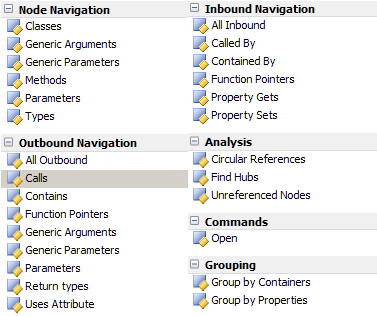 Node Navigation
Classes
Generic Arguments
Generic Parameters
Methods
Parameters
Types
Outbound Navigation
All Outbound
Calls
Contains
Function Pointers
Generic Arguments
Generic Parameters
Parameters
Return types
Uses Attribute
Inbound Navigation
All Inbound
Called By
Contained By
Function Pointers
Property Gets
Property Sets
Analysis
Circular References
Find Hubs
Unreferenced Nodes
Commands
Open
Grouping
Group by Containers
Group by Properties